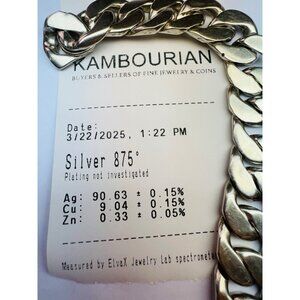 KAMBOURIAN
BUYERS & SELLERS OF FINE JEWELRY & COINS
Date:
3/22/2025, 1:22 PM
Silver 875°
Plating not investigated
Ag: 90.63 ± 0.15%
Cu: 9.04 ± 0.15%
Zn: 0.33 ± 0.05%
Measured by ElvaX Jewelry Lab spectromete